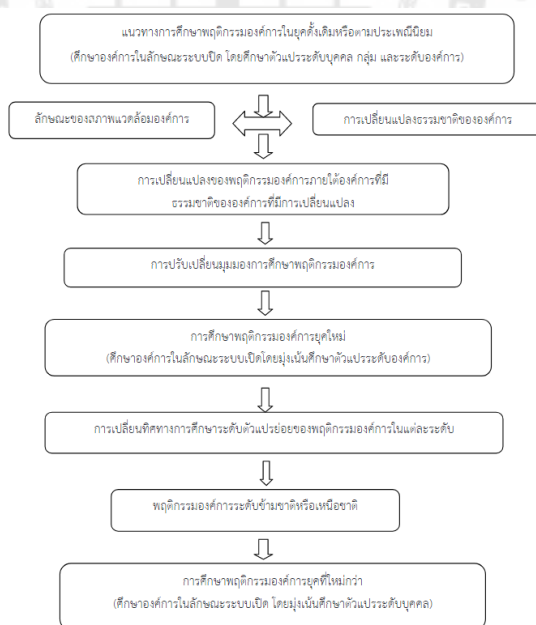 แนวทางการศึกษาพฤติกรรมองค์การในยุคดั้งเดิมหรือตามประเพณีนิยม
(ศึกษาองค์การในลักษณะระบบปิด โดยศึกษาตัวแปรระดับบุคคล กลุ่ม และระดับองค์การ)
ลักษณะของสภาพแวดล้อมองค์การ
การเปลี่ยนแปลงธรรมชาติขององค์การ
การเปลี่ยนแปลงของพฤติกรรมองค์การภายใต้องค์การที่มี
ธรรมชาติขององค์การที่มีการเปลี่ยนแปลง
การปรับเปลี่ยนมุมมองการศึกษาพฤติกรรมองค์การ
การศึกษาพฤติกรรมองค์การยุคใหม่
(ศึกษาองค์การในลักษณะระบบเปิดโดยมุ่งเน้นศึกษาตัวแปรระดับองค์การ)
การเปลี่ยนทิศทางการศึกษาระดับตัวแปรย่อยของพฤติกรรมองค์การในแต่ละระดับ
พฤติกรรมองค์การระดับข้ามชาติหรือเหนือชาติ
การศึกษาพฤติกรรมองค์การยุคที่ใหม่กว่า
(ศึกษาองค์การในลักษณะระบบเปิด โดยมุ่งเน้นศึกษาตัวแปรระดับบุคคล)